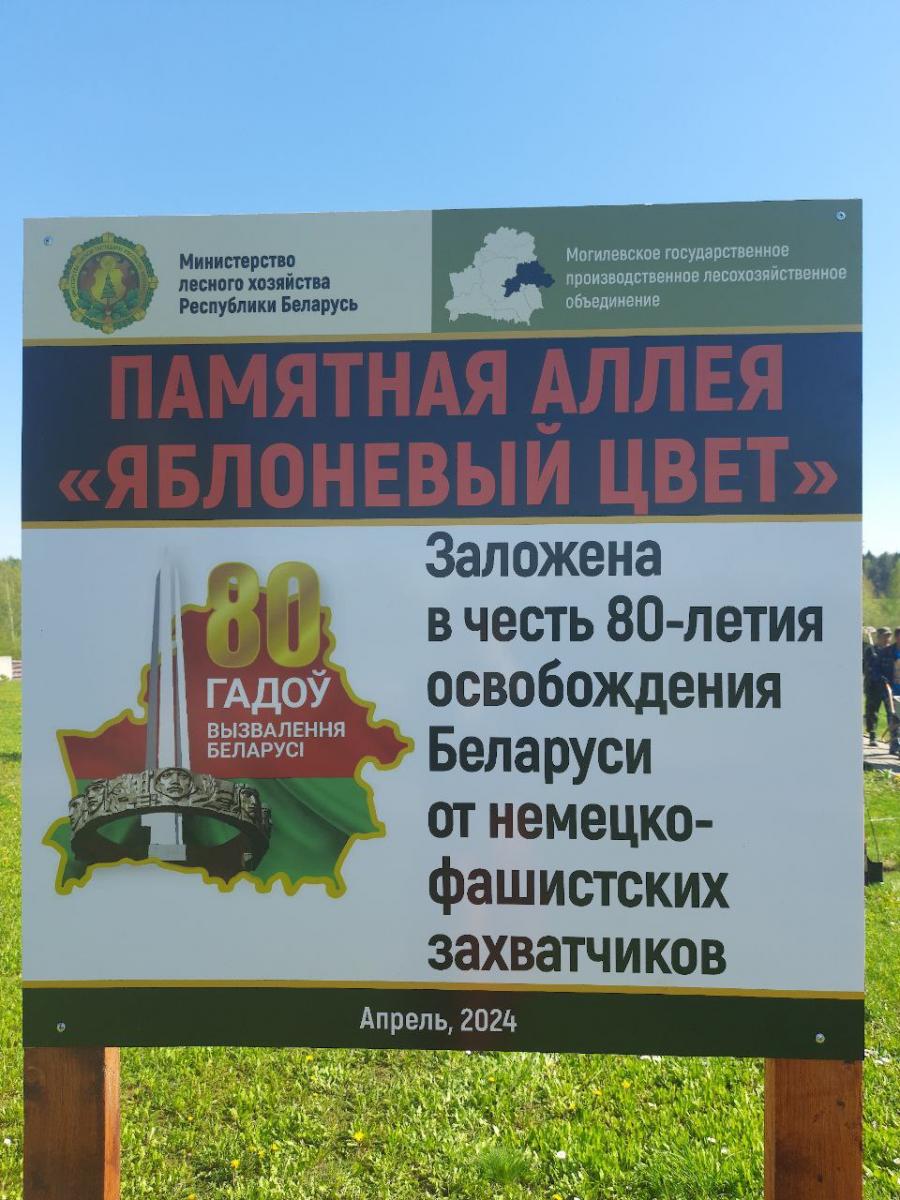 Министерство
лесного хозяйства
Республики Беларусь
Могилевское государственное
производственное лесохозяйственное
объединение
ПАМЯТНАЯ АЛЛЕЯ
«ЯБЛОНЕВЫЙ ЦВЕТ»
80
ГАДОЎ
ВЫЗВАЛЕННЯ
БЕЛАРУСІ
Заложена
в честь 80-летия
освобождения
Беларуси
от немецко-
фашистских
захватчиков
Апрель, 2024